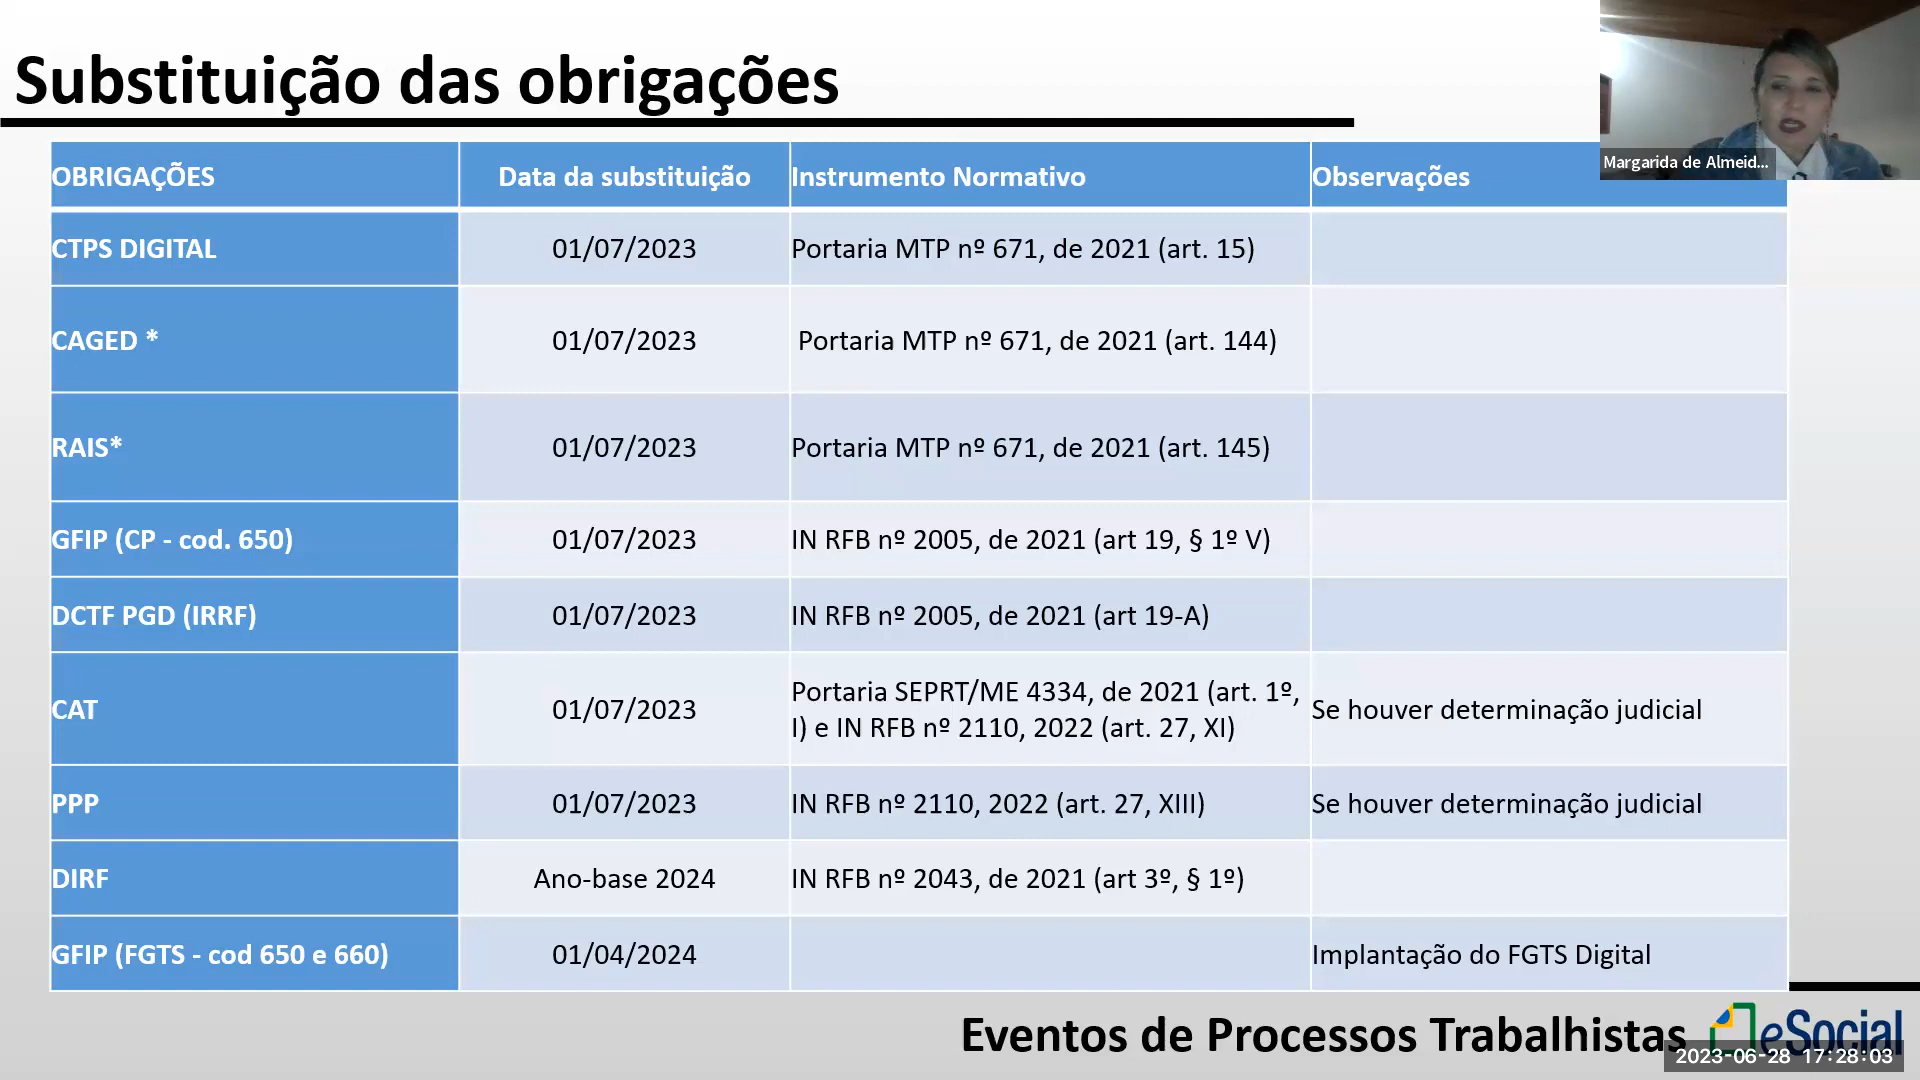 Substituição das obrigações
Margarida de Almeid...
OBRIGAÇÕES Data da substituição Instrumento Normativo Observações
CTPS DIGITAL 01/07/2023 Portaria MTP nº 671, de 2021 (art. 15)
CAGED * 01/07/2023 Portaria MTP nº 671, de 2021 (art. 144)
RAIS* 01/07/2023 Portaria MTP nº 671, de 2021 (art. 145)
GFIP (CP - cod. 650) 01/07/2023 IN RFB nº 2005, de 2021 (art 19, § 1º V)
DCTF PGD (IRRF) 01/07/2023 IN RFB nº 2005, de 2021 (art 19-A)
CAT 01/07/2023 Portaria SEPRT/ME 4334, de 2021 (art. 1º,
I) e IN RFB nº 2110, 2022 (art. 27, XI) Se houver determinação judicial
PPP 01/07/2023 IN RFB nº 2110, 2022 (art. 27, XIII) Se houver determinação judicial
DIRF Ano-base 2024 IN RFB nº 2043, de 2021 (art 3º, § 1º)
GFIP (FGTS - cod 650 e 660) 01/04/2024 Implantação do FGTS Digital
Eventos de Processos Trabalhistas eSocial
2023-06-28 17:28:03